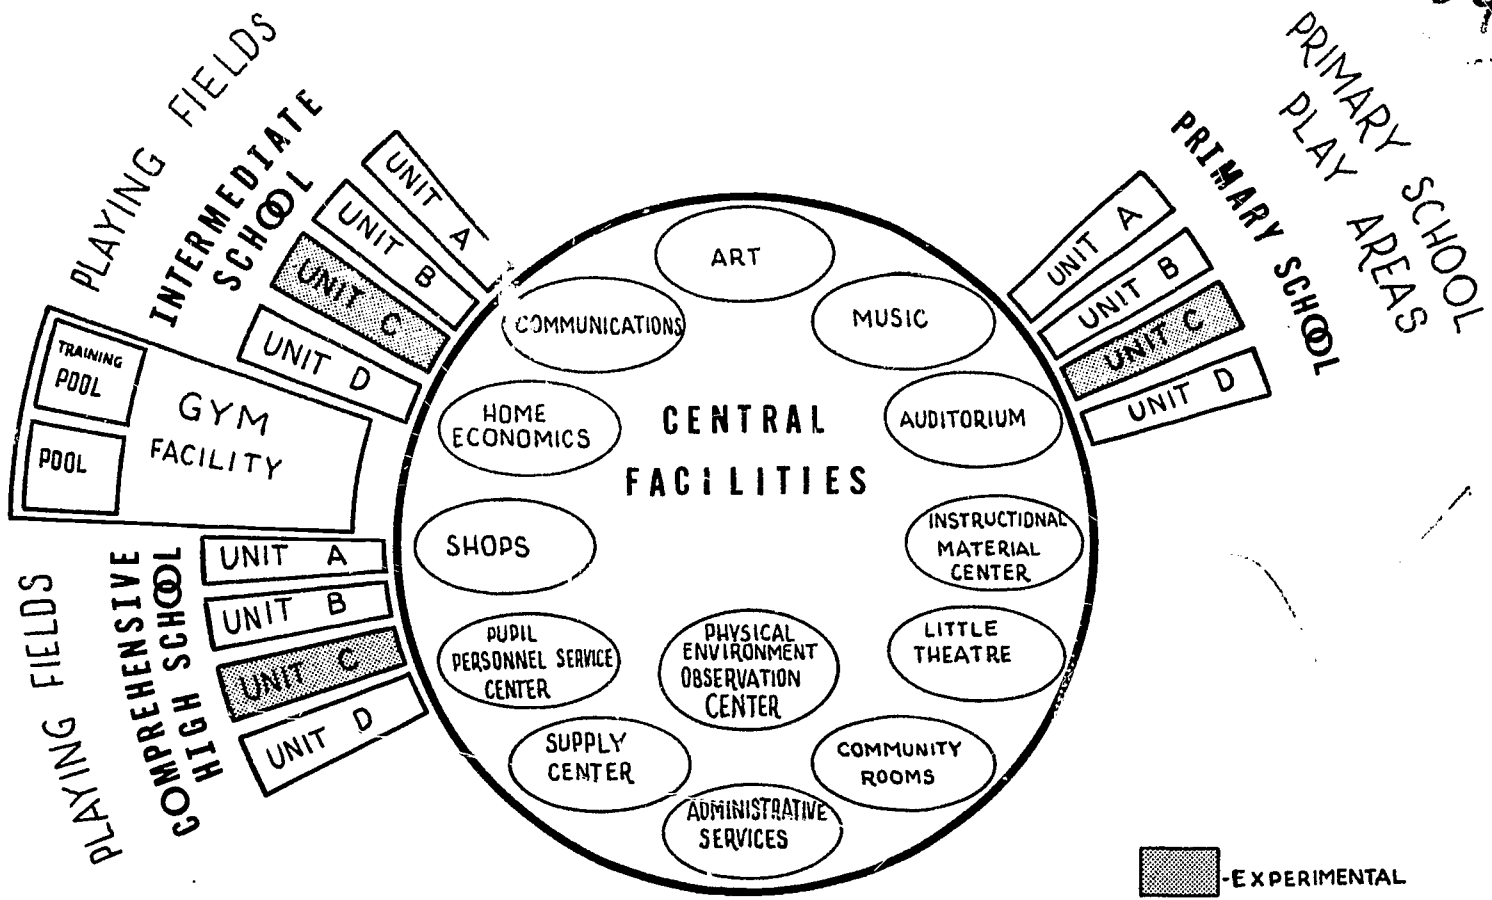 PLAYING FIELDS
INTERMEDIATE
SCHOOL
UNIT A
UNIT B
UNIT C
UNIT D
TRAINING
POOL
POOL
GYM
FACILITY
UNIT A
UNIT B
UNIT C
UNIT D
COMPREHENSIVE
HIGH SCHOOL
PLAYING FIELDS
CENTRAL
FACILITIES
ART
MUSIC
AUDITORIUM
INSTRUCTIONAL
MATERIAL
CENTER
LITTLE
THEATRE
COMMUNITY
ROOMS
ADMINISTRATIVE
SERVICES
PHYSICAL
ENVIRONMENT
OBSERVATION
CENTER
SUPPLY
CENTER
PUPIL
PERSONNEL SERVICE
CENTER
SHOPS
HOME
ECONOMICS
COMMUNICATIONS
UNIT A
UNIT B
UNIT C
UNIT D
PRIMARY SCHOOL
PRIMARY SCHOOL
PLAY AREAS
-EXPERIMENTAL